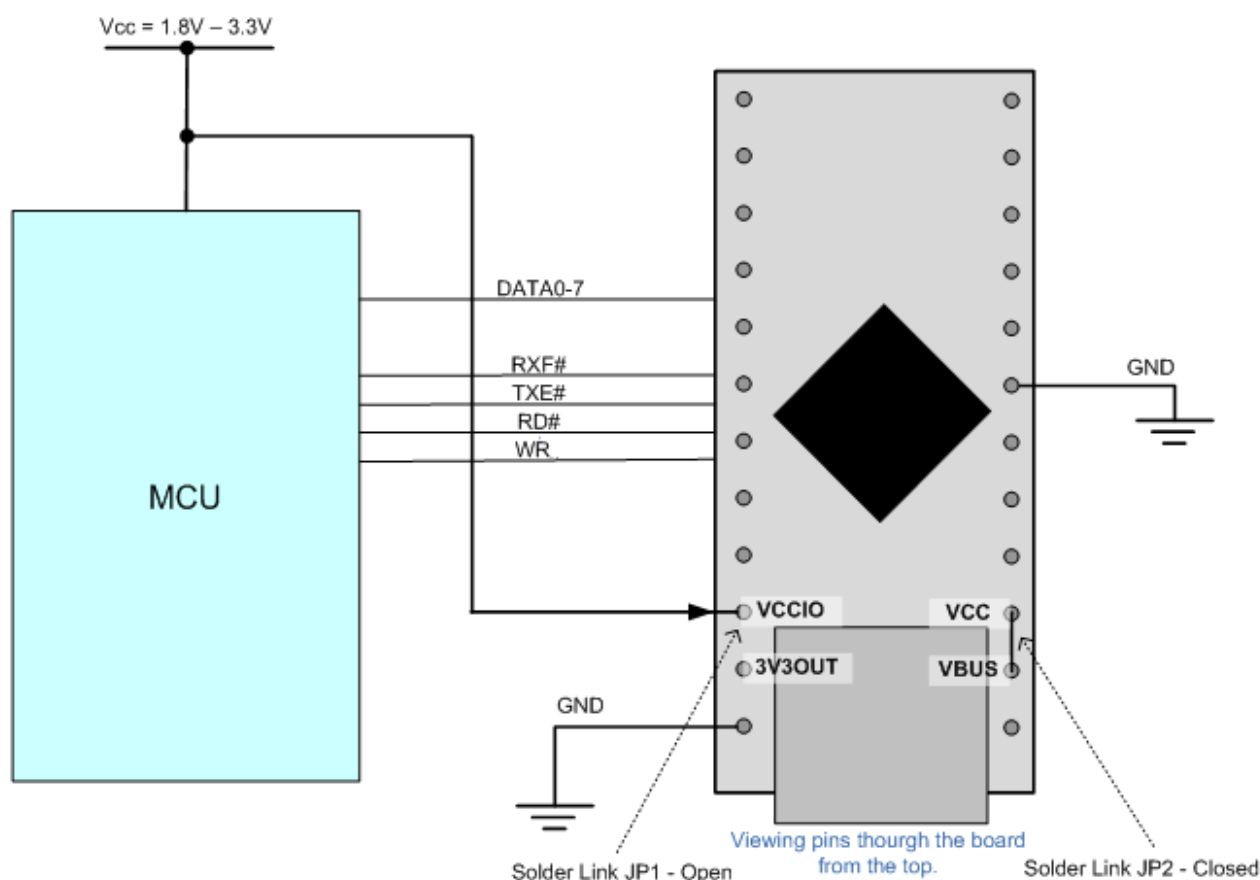 Vcc = 1.8V – 3.3V
DATA0-7
RXF#
TXE#
RD#
WR
MCU
GND
VCCIO
VCC
3V3OUT
VBUS
GND
Viewing pins thourgh the board
from the top.
Solder Link JP1 - Open
Solder Link JP2 - Closed